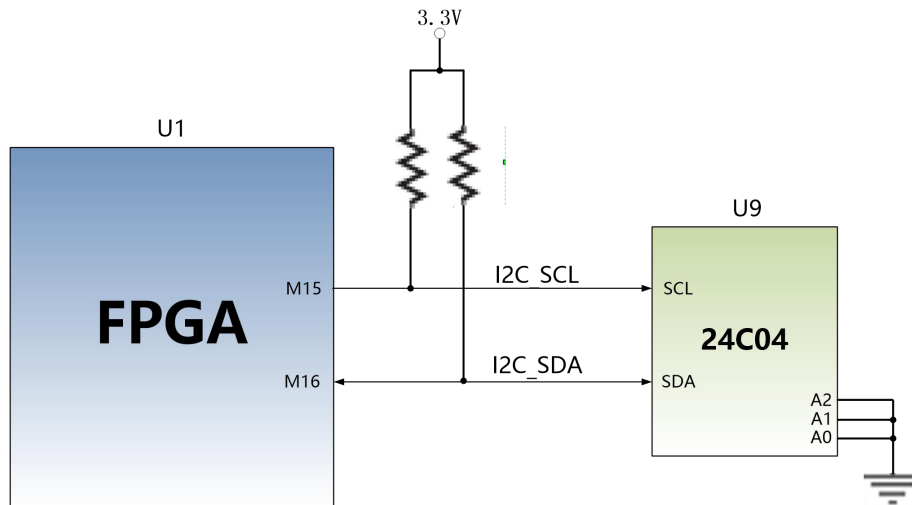 3.3V
U1
U9
M15
I2C_SCL
SCL
FPGA
24C04
M16
I2C_SDA
SDA
A2
A1
A0